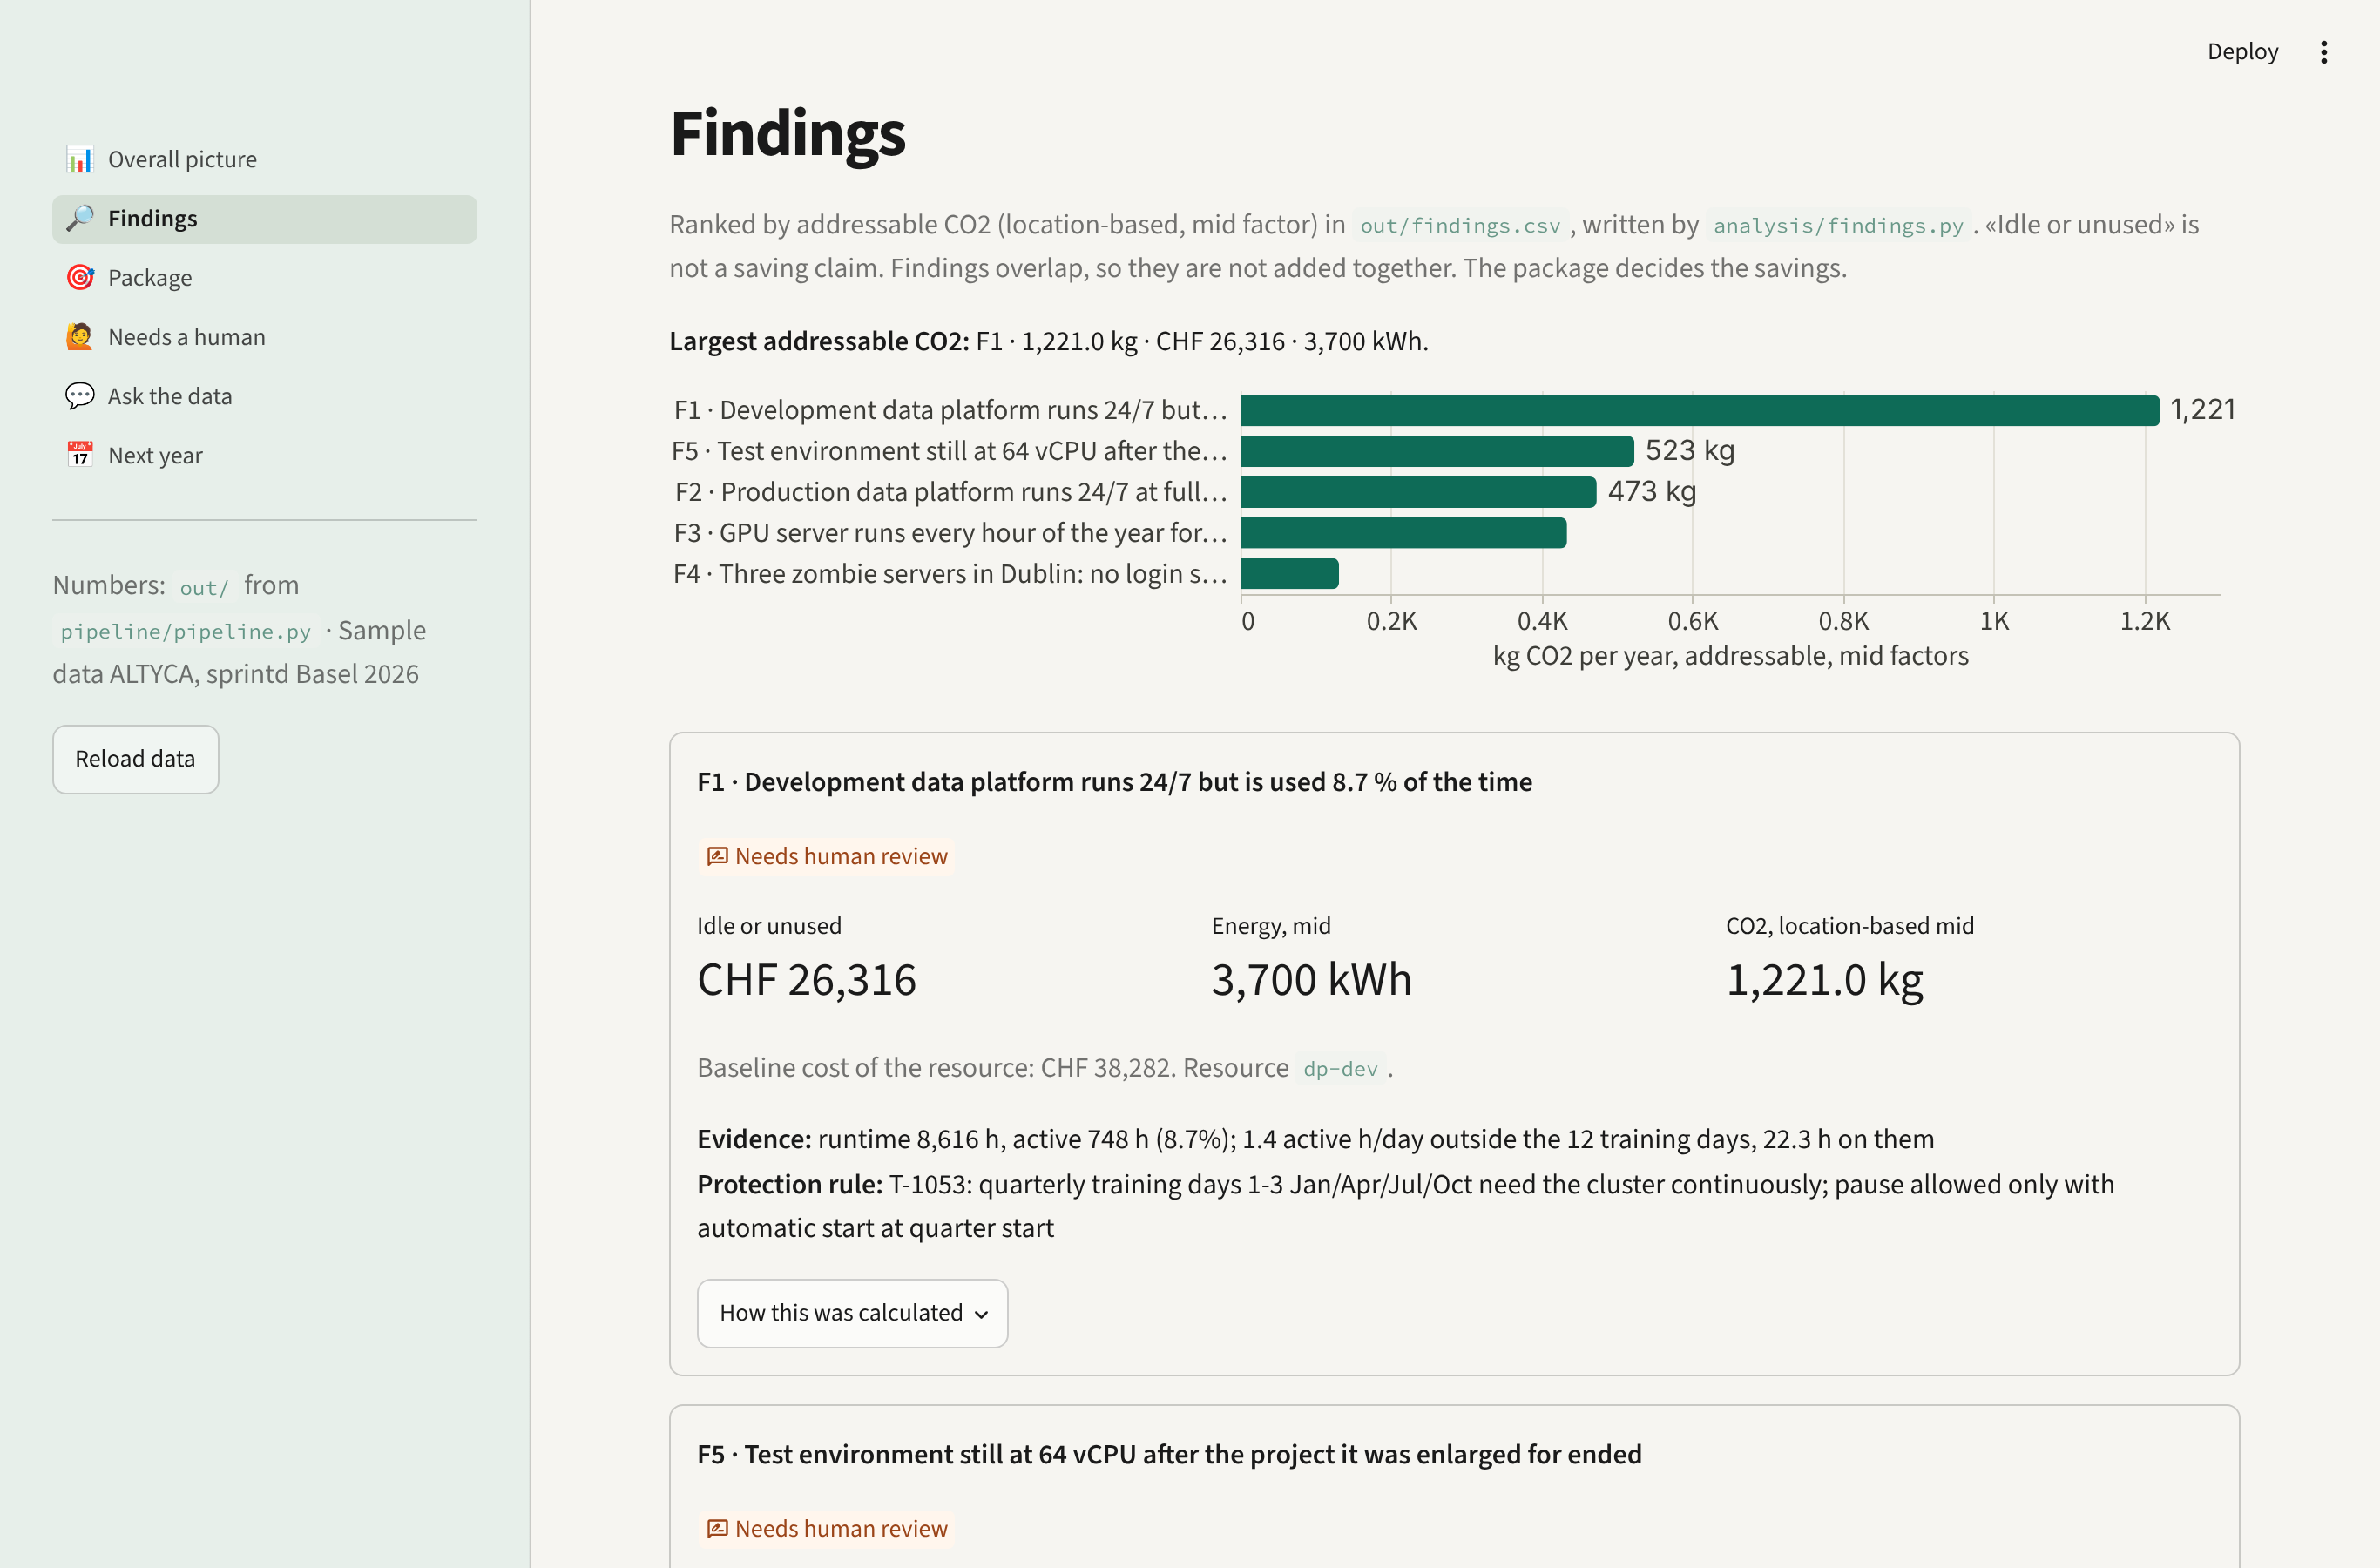 Deploy
Overall picture
Findings
Package
Needs a human
Ask the data
Next year
Numbers: out/ from
pipeline/pipeline.py · Sample
data ALTYCA, sprintd Basel 2026
Reload data
Findings
Ranked by addressable CO2 (location-based, mid factor) in out/findings.csv , written by analysis/findings.py . «Idle or unused» is
not a saving claim. Findings overlap, so they are not added together. The package decides the savings.
Largest addressable CO2: F1 · 1,221.0 kg · CHF 26,316 · 3,700 kWh.
F1 · Development data platform runs 24/7 but… 1,221
F5 · Test environment still at 64 vCPU after the… 523 kg
F2 · Production data platform runs 24/7 at full… 473 kg
F3 · GPU server runs every hour of the year for…
F4 · Three zombie servers in Dublin: no login s…
0 0.2K 0.4K 0.6K 0.8K 1K 1.2K
kg CO2 per year, addressable, mid factors
F1 · Development data platform runs 24/7 but is used 8.7 % of the time
Needs human review
Idle or unused Energy, mid CO2, location-based mid
CHF 26,316 3,700 kWh 1,221.0 kg
Baseline cost of the resource: CHF 38,282. Resource dp-dev .
Evidence: runtime 8,616 h, active 748 h (8.7%); 1.4 active h/day outside the 12 training days, 22.3 h on them
Protection rule: T-1053: quarterly training days 1-3 Jan/Apr/Jul/Oct need the cluster continuously; pause allowed only with
automatic start at quarter start
How this was calculated
F5 · Test environment still at 64 vCPU after the project it was enlarged for ended
Needs human review